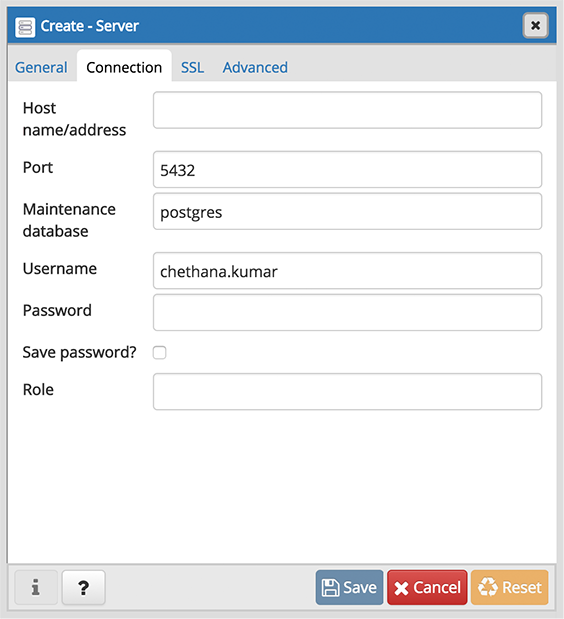 Create - Server
General Connection SSL Advanced
Host
name/address
Port 5432
Maintenance
database postgres
Username chethana.kumar
Password
Save password?
Role
i ? Save Cancel Reset